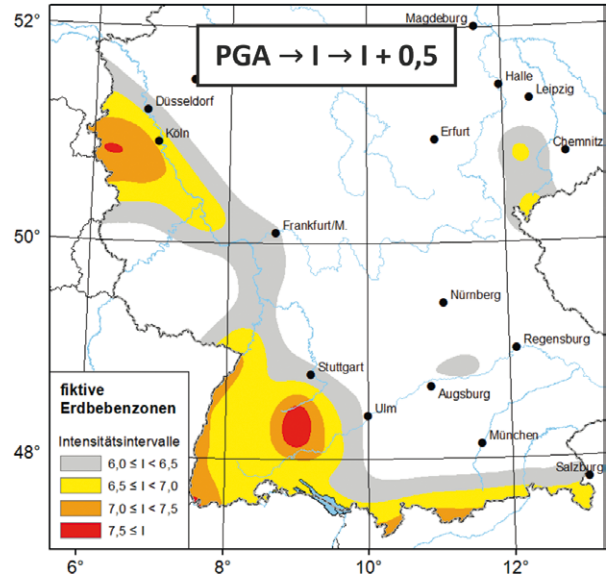 52°
Magdeburg
PGA → I → I + 0,5
Halle
Leipzig
Düsseldorf
Köln
Erfurt
Chemnitz
50°
Frankfurt/M.
Nürnberg
Regensburg
Stuttgart
Augsburg
Ulm
München
48°
Salzburg
fiktive
Erdbebenzonen
Intensitätsintervalle
6,0 ≤ I < 6,5
6,5 ≤ I < 7,0
7,0 ≤ I < 7,5
7,5 ≤ I
6°
8°
10°
12°